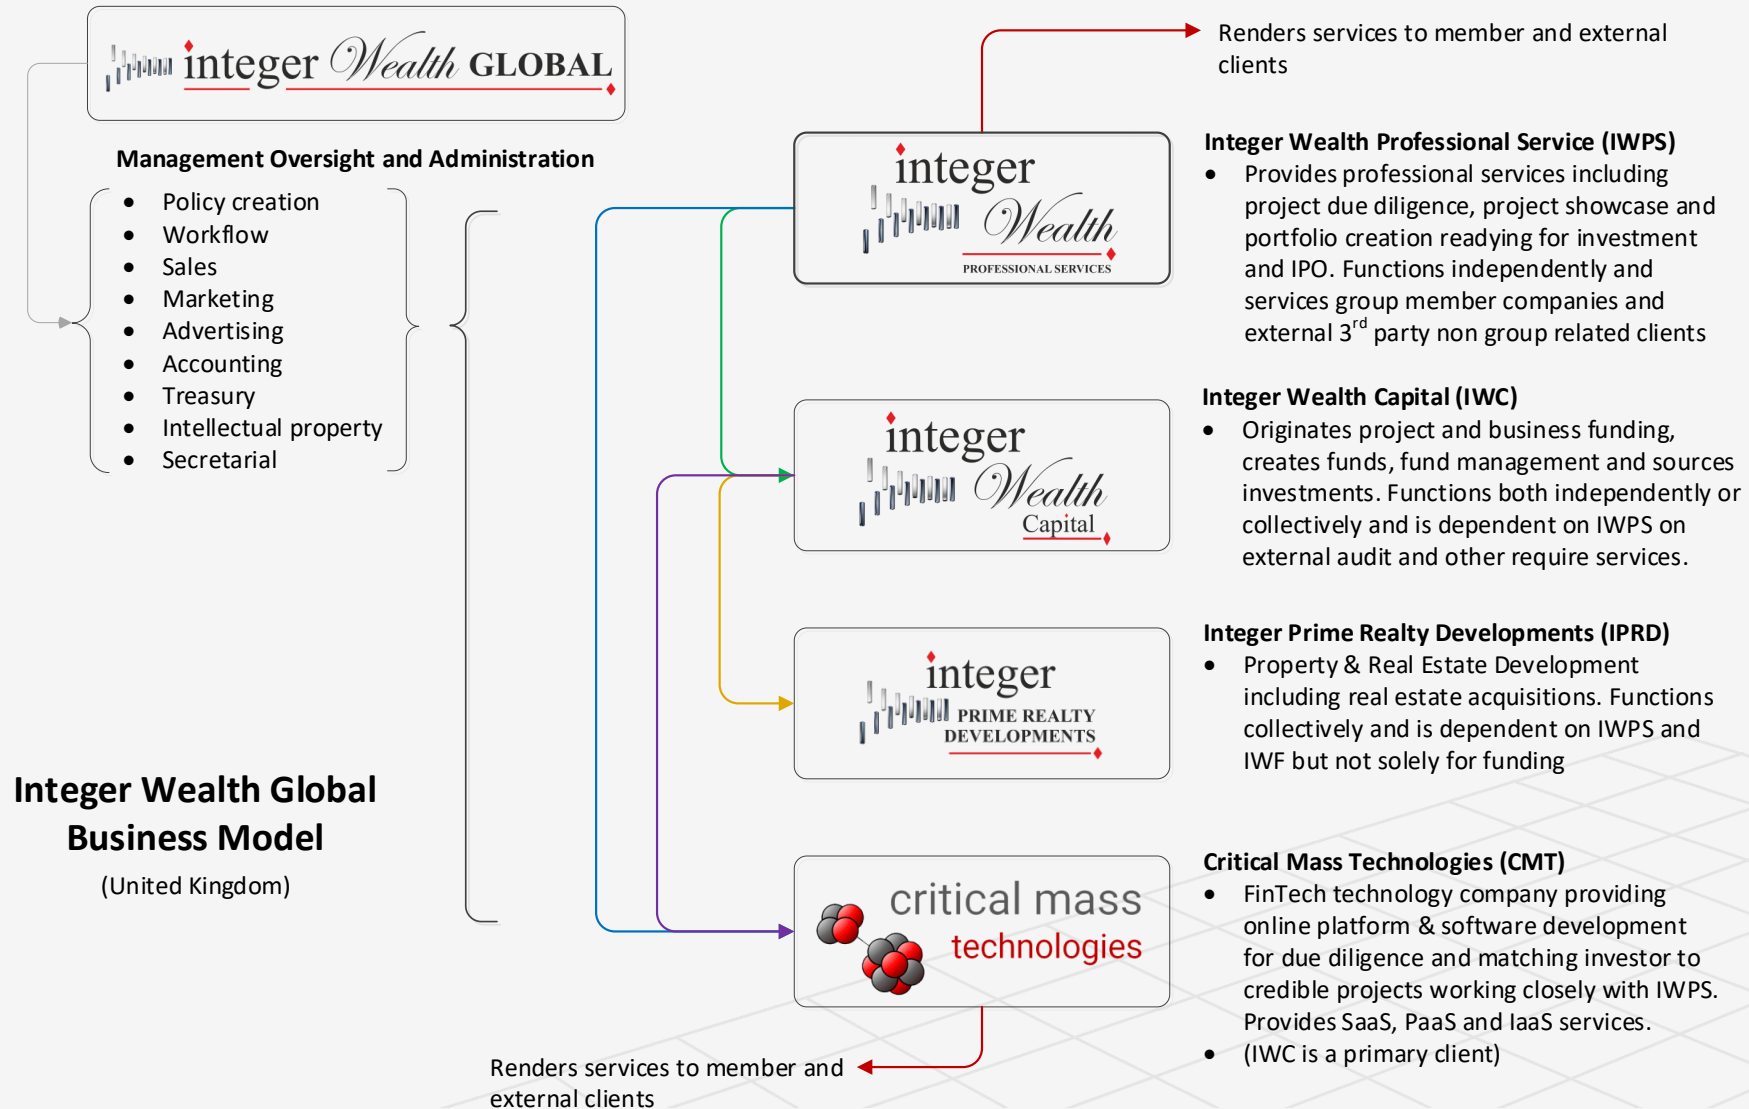 integer Wealth GLOBAL
Management Oversight and Administration
• Policy creation
• Workflow
• Sales
• Marketing
• Advertising
• Accounting
• Treasury
• Intellectual property
• Secretarial
Integer Wealth Global
Business Model
(United Kingdom)
Renders services to member and external
clients
integer
Wealth
PROFESSIONAL SERVICES
Integer Wealth Professional Service (IWPS)
• Provides professional services including
project due diligence, project showcase and
portfolio creation readying for investment
and IPO. Functions independently and
services group member companies and
external 3rd party non group related clients
integer
Wealth
Capital
Integer Wealth Capital (IWC)
• Originates project and business funding,
creates funds, fund management and sources
investments. Functions both independently or
collectively and is dependent on IWPS on
external audit and other require services.
integer
PRIME REALTY
DEVELOPMENTS
Integer Prime Realty Developments (IPRD)
• Property & Real Estate Development
including real estate acquisitions. Functions
collectively and is dependent on IWPS and
IWF but not solely for funding
critical mass
technologies
Critical Mass Technologies (CMT)
• FinTech technology company providing
online platform & software development
for due diligence and matching investor to
credible projects working closely with IWPS.
Provides SaaS, PaaS and IaaS services.
• (IWC is a primary client)
Renders services to member and
external clients